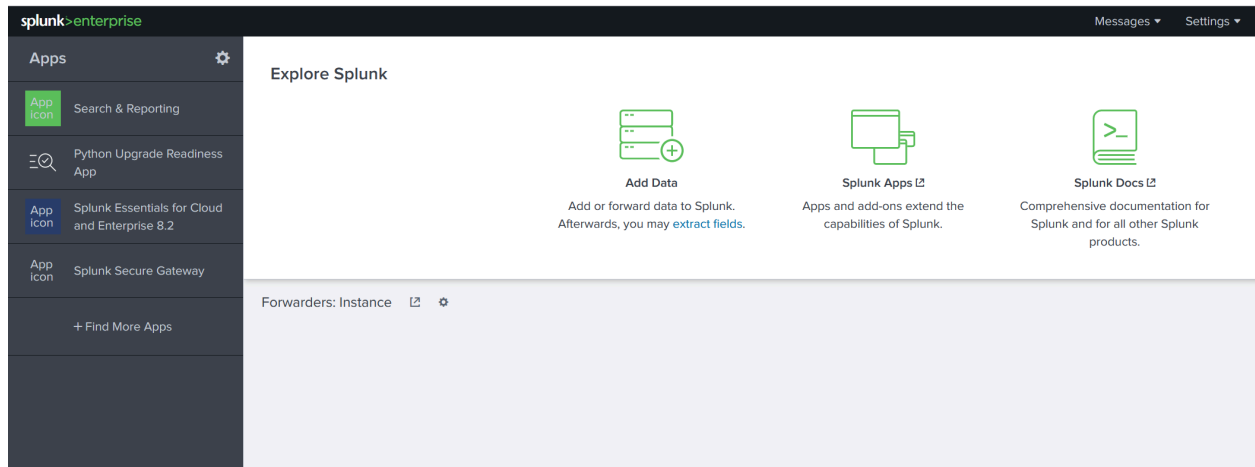 splunk>enterprise
Messages
Settings
Apps
App
icon
Search & Reporting
Python Upgrade Readiness
App
App
icon
Splunk Essentials for Cloud
and Enterprise 8.2
App
icon
Splunk Secure Gateway
+ Find More Apps
Explore Splunk
Add Data
Add or forward data to Splunk.
Afterwards, you may extract fields.
>_
Splunk Apps
Apps and add-ons extend the
capabilities of Splunk.
Splunk Docs
Comprehensive documentation for
Splunk and for all other Splunk
products.
Forwarders: Instance